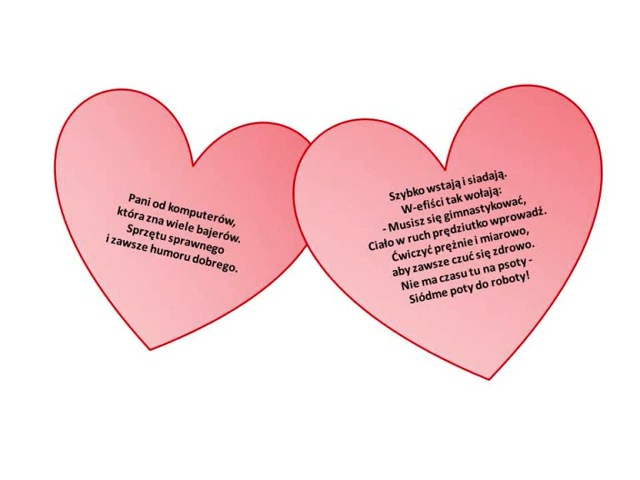 Pani od komputerów,
która zna wiele bajerów.
Sprzętu sprawnego
i zawsze humoru dobrego.
Szybko wstają i siadają.
W-efiści tak wołają:
- Musisz się gimnastykować,
Ciało w ruch prędziutko wprowadź.
Ćwiczyć prężnie i miarowo,
aby zawsze czuć się zdrowo.
Nie ma czasu tu na psoty -
Siódme poty do roboty!